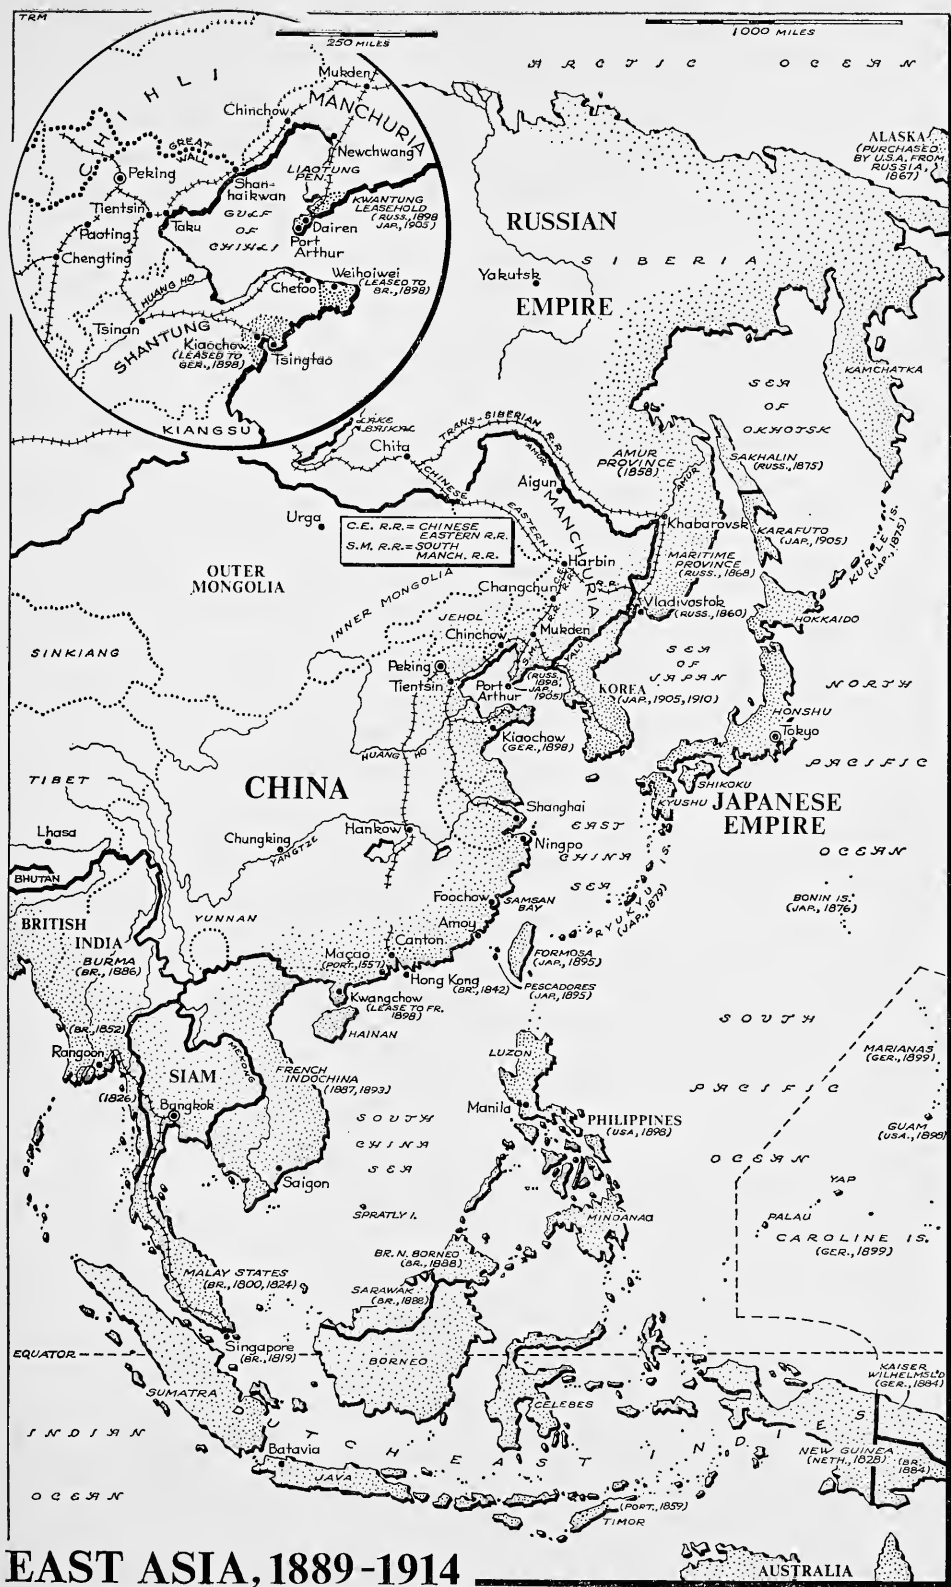 TRM
250 MILES
1000 MILES
ARCTIC OCEAN
CHIHLI
Mukden
MANCHURIA
Chinchow
GREAT
WALL
Newchwang
Peking
LIAOTUNG
PEN.
Shan-
haikwan
KWANTUNG
LEASEHOLD
(RUSS., 1898
JAP., 1905)
Tientsin
Taku
GULF
OF
CHIHLI
Dairen
Port
Arthur
Paoting
Chengting
Weihaiwei
(LEASED TO
BR., 1898)
Chefoo
HUANG HO
Tsinan
SHANTUNG
Kiaochow
(LEASED TO
GER., 1898)
Tsingtao
KIANGSU
ALASKA
(PURCHASED
BY U.S.A. FROM
RUSSIA,
1867)
RUSSIAN
EMPIRE
SIBERIA
Yakutsk
KAMCHATKA
SEA
OF
OKHOTSK
LAKE
BAIKAL
Chita
TRANS-SIBERIAN R.R.
AMUR
AMUR
PROVINCE
(1858)
SAKHALIN
(RUSS., 1875)
AMUR
Aigun
CHINESE EASTERN R.R.
MANCHURIA
Urga
C.E. R.R. = CHINESE
EASTERN R.R.
S.M. R.R. = SOUTH
MANCH. R.R.
Khabarovsk
KARAFUTO
(JAP., 1905)
KURILE IS.
(JAP., 1875)
OUTER
MONGOLIA
Harbin
MARITIME
PROVINCE
(RUSS., 1868)
Changchun
C.E.
R.R.
INNER MONGOLIA
JEHOL
Vladivostok
(RUSS., 1860)
HOKKAIDO
Chinchow
Mukden
YALU
SINKIANG
Peking
Tientsin
Port
Arthur
(RUSS.
1898,
JAP.,
1905)
KOREA
(JAP., 1905, 1910)
SEA
OF
JAPAN
NORTH
PACIFIC
OCEAN
HONSHU
Tokyo
Kiaochow
(GER., 1898)
HUANG HO
TIBET
CHINA
SHIKOKU
KYUSHU
JAPANESE
EMPIRE
Lhasa
Chungking
YANGTZE
Hankow
Shanghai
Ningpo
EAST
CHINA
SEA
BHUTAN
RYUKYU IS.
(JAP., 1879)
BONIN IS.
(JAP., 1876)
BRITISH
INDIA
YUNNAN
Foochow
SAMSAN
BAY
Amoy
BURMA
(BR., 1886)
Canton
Macao
(PORT., 1557)
Hong Kong
(BR., 1842)
FORMOSA
(JAP., 1895)
PESCADORES
(JAP., 1895)
Kwangchow
(LEASE TO FR.
1898)
HAINAN
(BR., 1852)
SOUTH
PACIFIC
OCEAN
Rangoon
(1826)
SIAM
Bangkok
MEKONG
FRENCH
INDOCHINA
(1887, 1893)
LUZON
MARIANAS
(GER., 1899)
Manila
PHILIPPINES
(USA, 1898)
GUAM
(USA., 1898)
SOUTH
CHINA
SEA
Saigon
SPRATLY I.
YAP
PALAU
CAROLINE IS.
(GER., 1899)
MINDANAO
BR. N. BORNEO
(BR., 1888)
MALAY STATES
(BR., 1800, 1824)
SARAWAK
(BR., 1888)
Singapore
(BR., 1819)
EQUATOR
BORNEO
SUMATRA
CELEBES
KAISER
WILHELMSLD
(GER., 1884)
INDIAN
OCEAN
DUTCH EAST INDIES
Batavia
JAVA
NEW GUINEA
(NETH., 1828)
(BR.
1884)
(PORT., 1859)
TIMOR
AUSTRALIA
EAST ASIA, 1889-1914